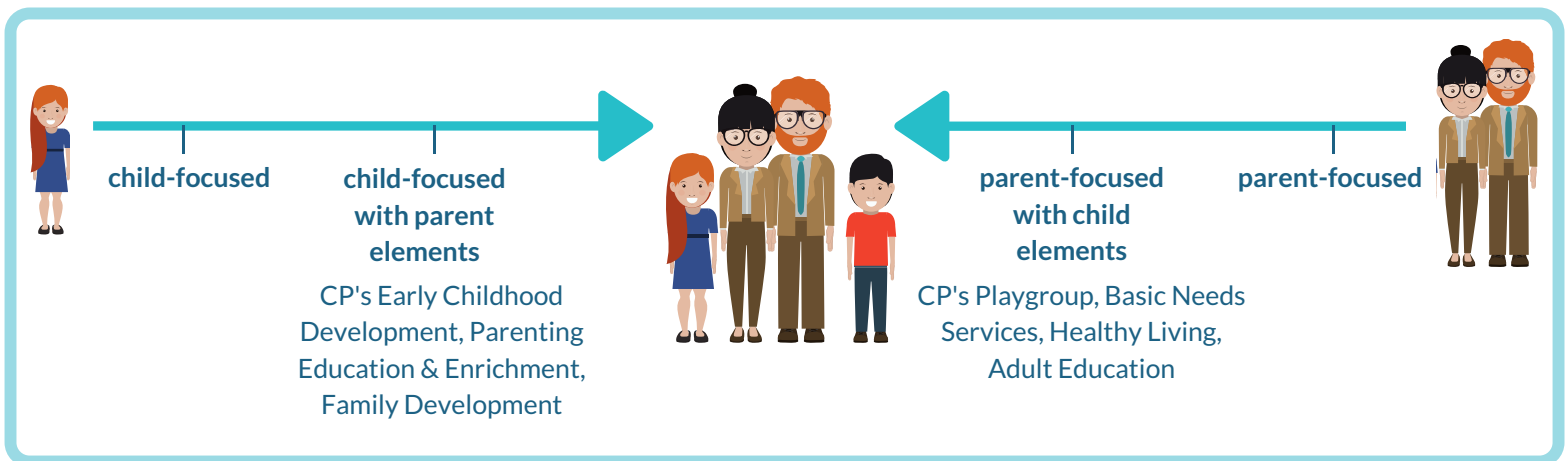 child-focused
child-focused
with parent
elements
CP's Early Childhood
Development, Parenting
Education & Enrichment,
Family Development
parent-focused
with child
elements
CP's Playgroup, Basic Needs
Services, Healthy Living,
Adult Education
parent-focused